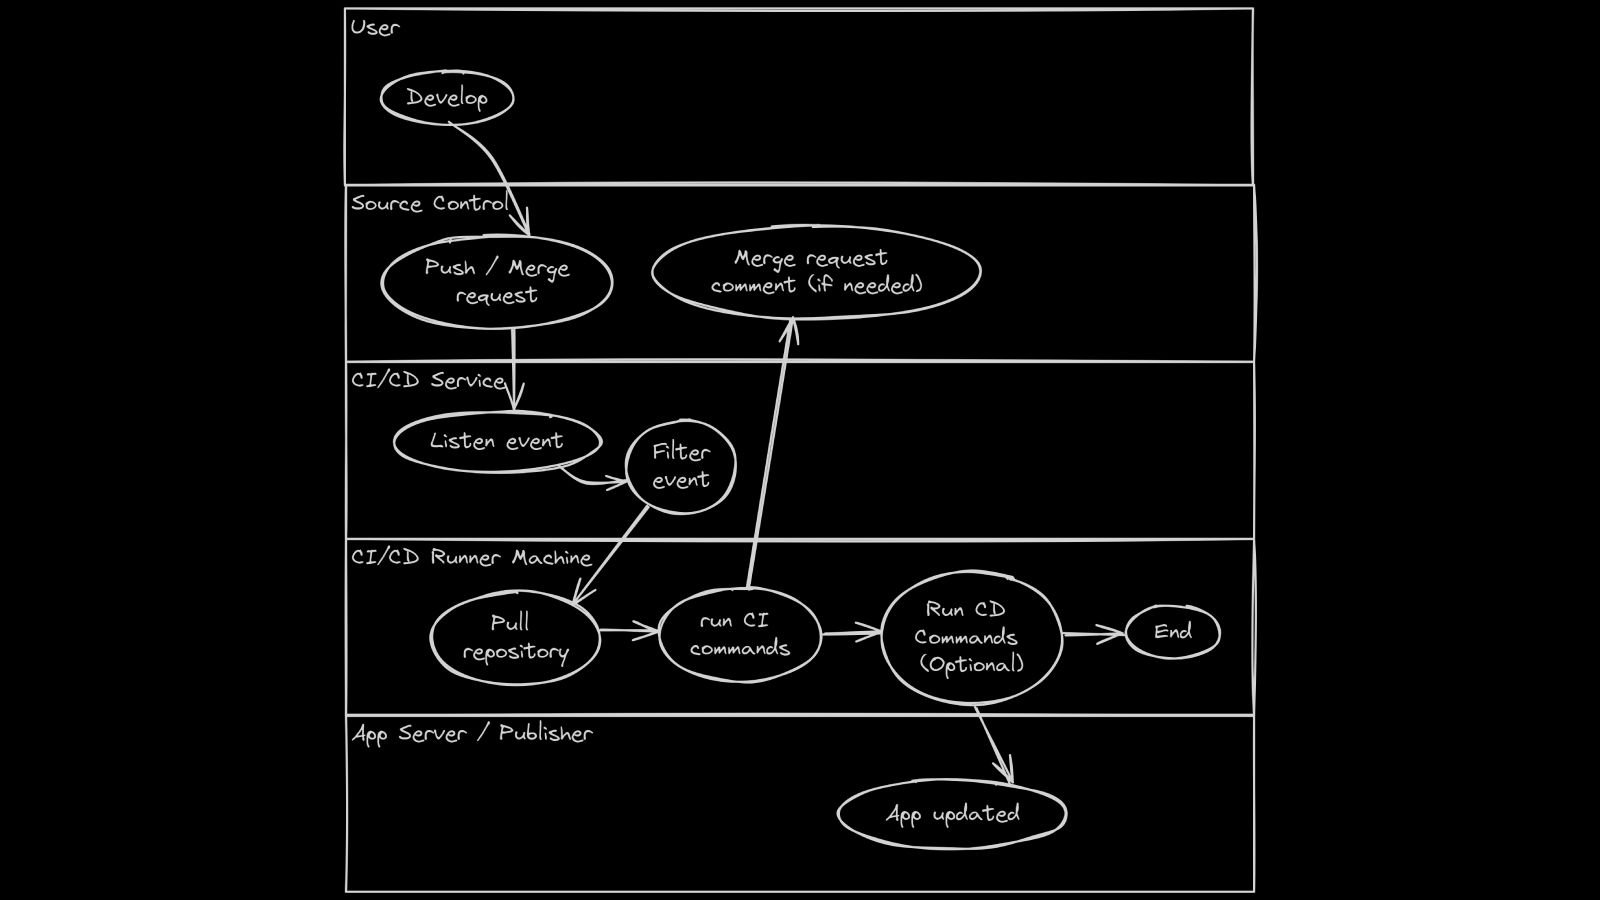 User
Develop
Source Control
Push / Merge
request
Merge request
comment (if needed)
CI/CD Service
Listen event
Filter
event
CI/CD Runner Machine
Pull
repository
run CI
commands
Run CD
Commands
(Optional)
End
App Server / Publisher
App updated